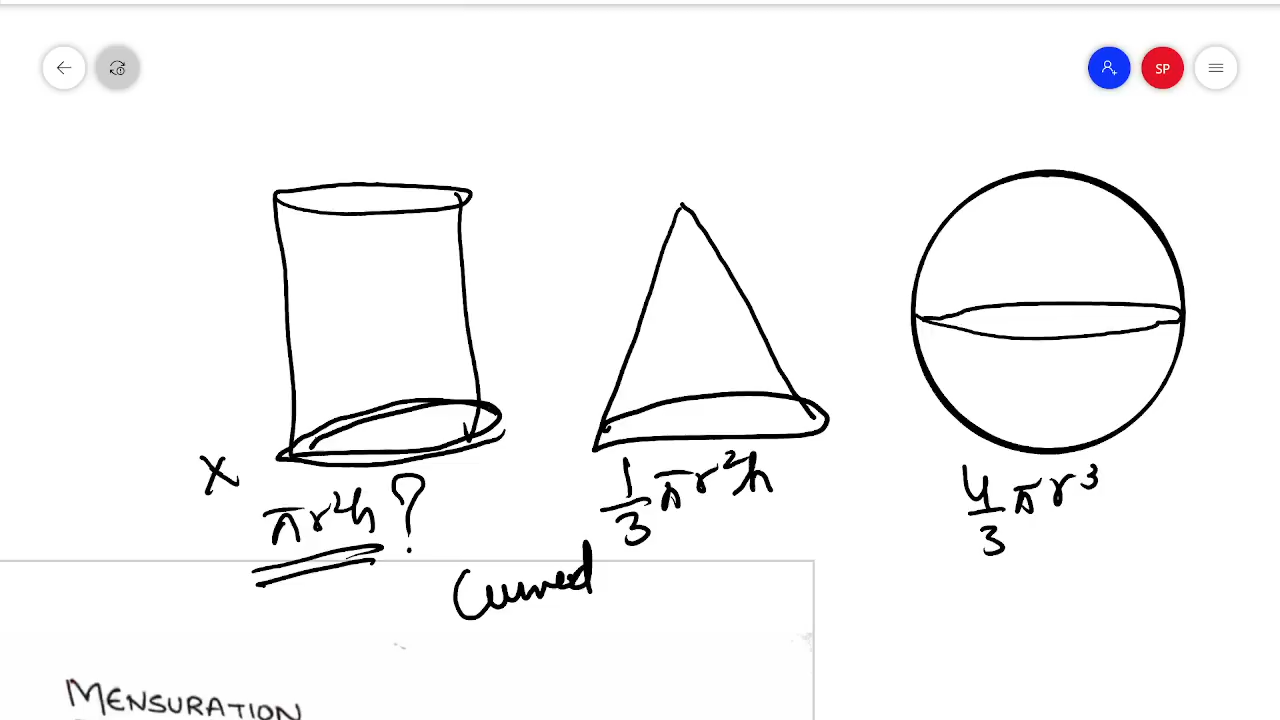 SP
X
πr²h ?
1/3 πr²h
4/3 πr³
Curved
MENSURATION